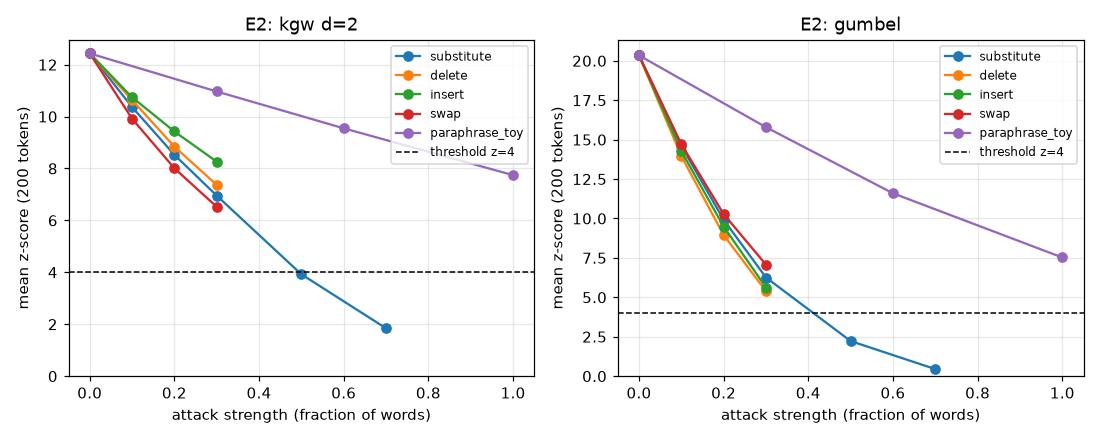 E2: kgw d=2
mean z-score (200 tokens)
12
10
8
6
4
2
0
substitute
delete
insert
swap
paraphrase_toy
threshold z=4
0.0 0.2 0.4 0.6 0.8 1.0
attack strength (fraction of words)
E2: gumbel
mean z-score (200 tokens)
20.0
17.5
15.0
12.5
10.0
7.5
5.0
2.5
0.0
substitute
delete
insert
swap
paraphrase_toy
threshold z=4
0.0 0.2 0.4 0.6 0.8 1.0
attack strength (fraction of words)